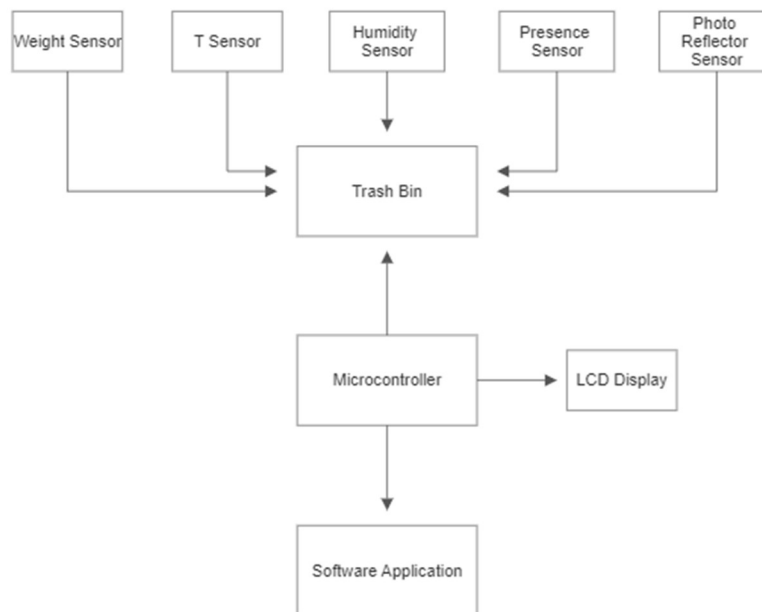 Weight Sensor
T Sensor
Humidity
Sensor
Presence
Sensor
Photo
Reflector
Sensor
Trash Bin
Microcontroller
LCD Display
Software Application